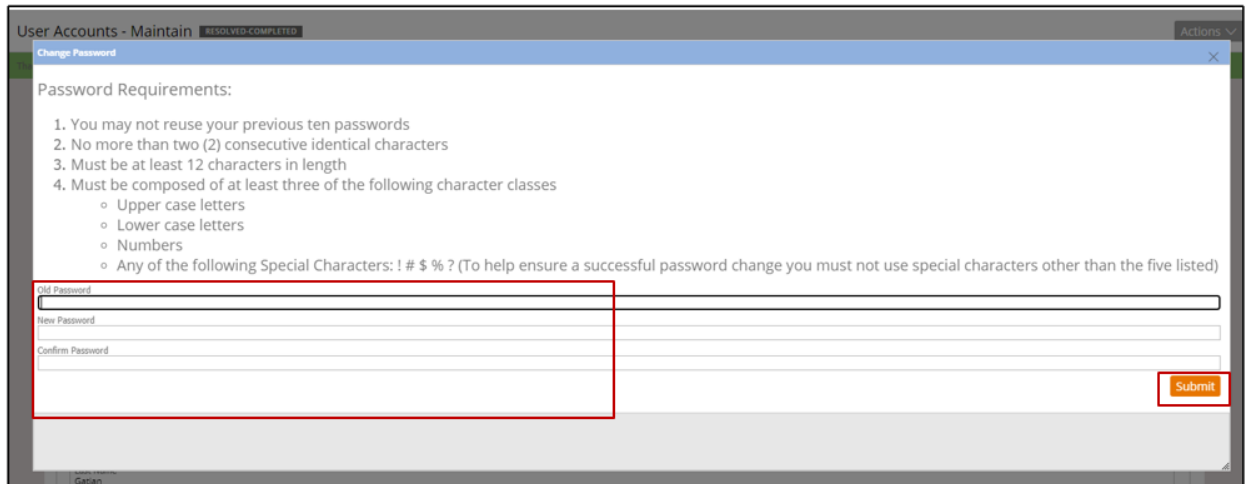 User Accounts - Maintain RESOLVED-COMPLETED Actions
Change Password
Password Requirements:
1. You may not reuse your previous ten passwords
2. No more than two (2) consecutive identical characters
3. Must be at least 12 characters in length
4. Must be composed of at least three of the following character classes
Upper case letters
Lower case letters
Numbers
Any of the following Special Characters: ! # $ % ? (To help ensure a successful password change you must not use special characters other than the five listed)
Old Password
New Password
Confirm Password
Submit
Last Name